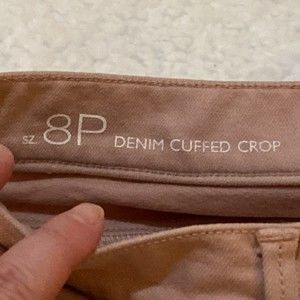 SZ. 8P DENIM CUFFED CROP